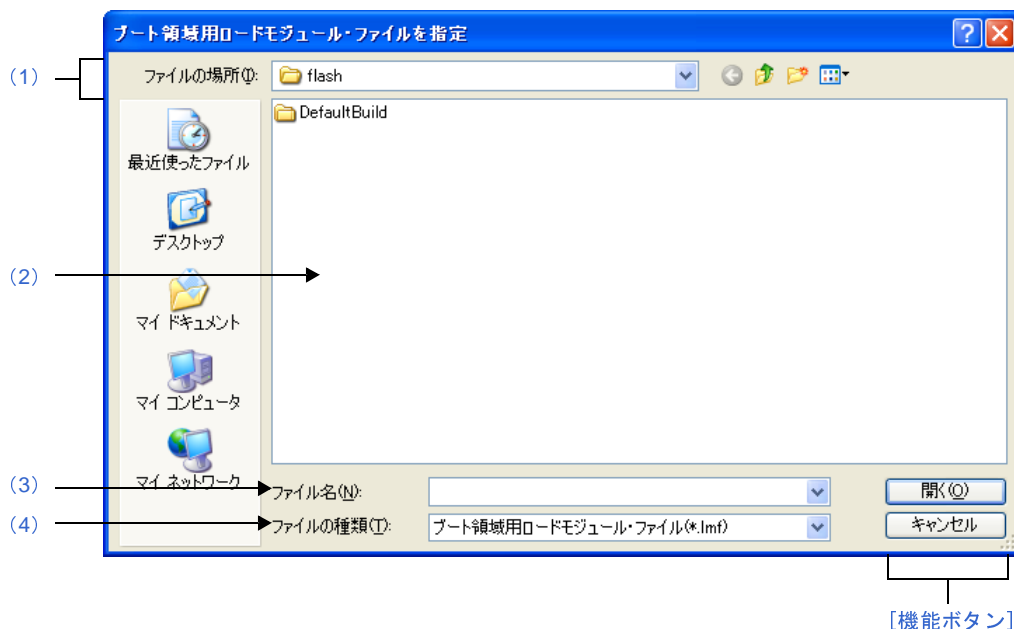 ブート領域用ロードモジュール・ファイルを指定
(1)
ファイルの場所(I):
flash
DefaultBuild
最近使ったファイル
デスクトップ
(2)
マイ ドキュメント
マイ コンピュータ
マイ ネットワーク
(3)
ファイル名(N):
開く(O)
(4)
ファイルの種類(T):
ブート領域用ロードモジュール・ファイル(*.lmf)
キャンセル
[機能ボタン]